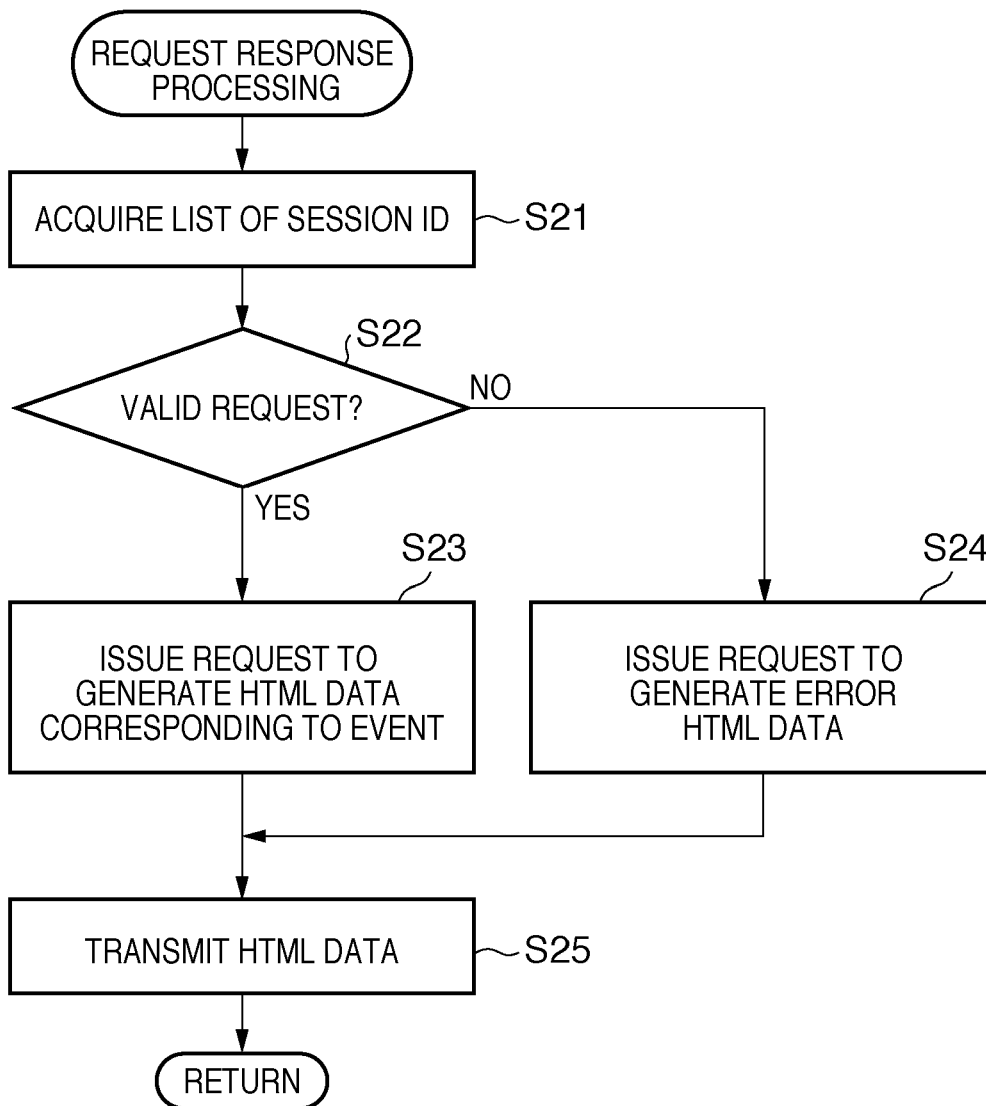 REQUEST RESPONSE
PROCESSING
ACQUIRE LIST OF SESSION ID
S21
S22
VALID REQUEST?
NO
YES
S23
ISSUE REQUEST TO
GENERATE HTML DATA
CORRESPONDING TO EVENT
S24
ISSUE REQUEST TO
GENERATE ERROR
HTML DATA
TRANSMIT HTML DATA
S25
RETURN